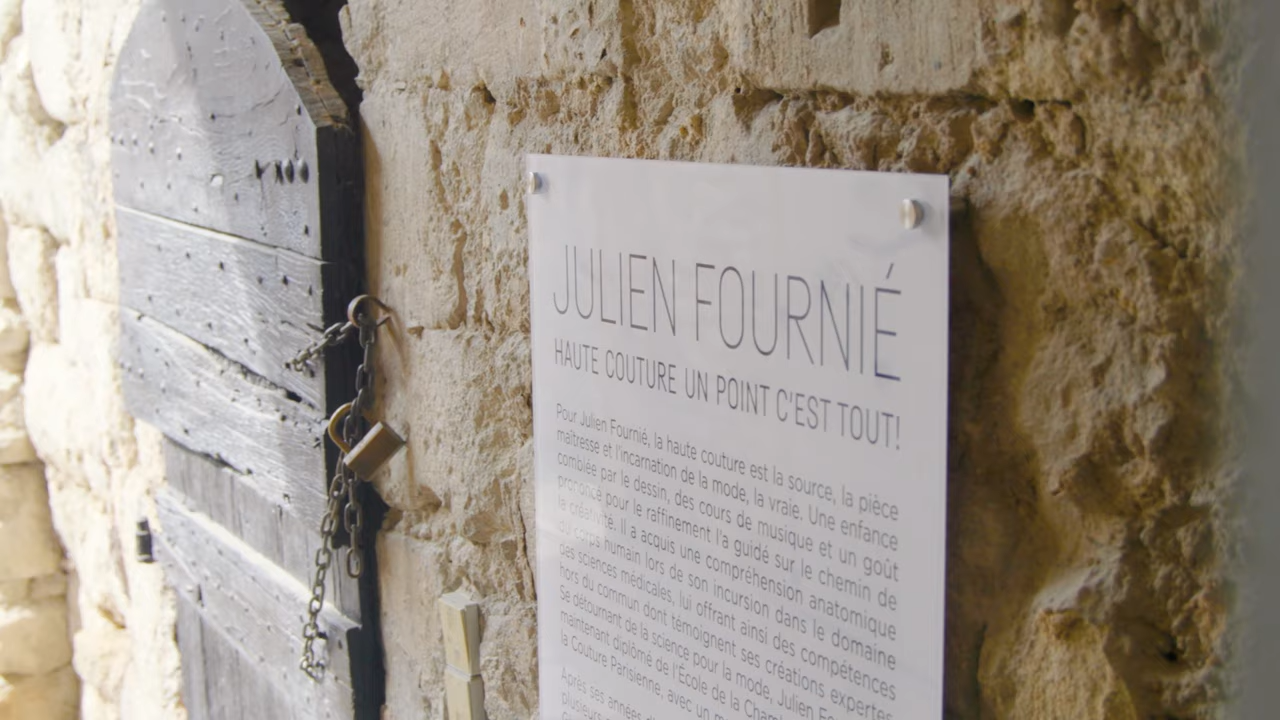 JULIEN FOURNIÉ
HAUTE COUTURE UN POINT C'EST TOUT!
Pour Julien Fournié, la haute couture est la source, la pièce
maîtresse et l'incarnation de la mode, la vraie. Une enfance
comblée par le dessin, des cours de musique et un goût
prononcé pour le raffinement l'a guidé sur le chemin de
la créativité. Il a acquis une compréhension anatomique
du corps humain lors de son incursion dans le domaine
des sciences médicales, lui offrant ainsi des compétences
hors du commun dont témoignent ses créations expertes.
Se détournant de la science pour la mode, Julien
maintenant diplômé de l'École de la
la Couture Parisienne, avec un
Après ses années
plusieurs